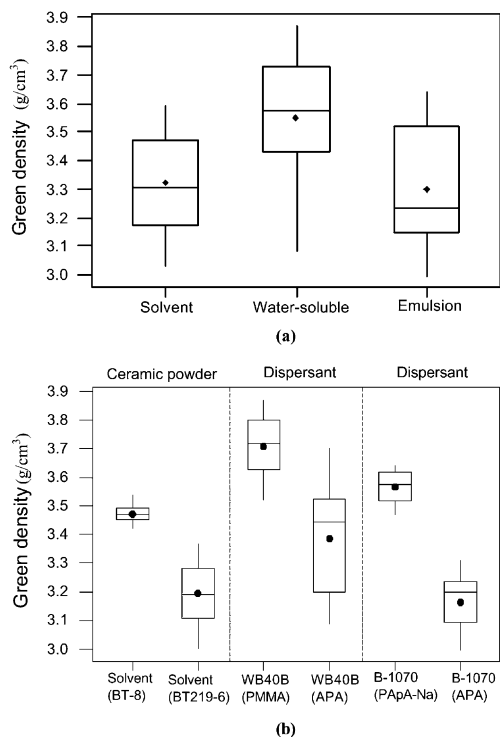 3.9
3.8
3.7
3.6
3.5
3.4
3.3
3.2
3.1
3.0
Green density (g/cm³)
Solvent Water-soluble Emulsion
(a)
Ceramic powder Dispersant Dispersant
3.9
3.8
3.7
3.6
3.5
3.4
3.3
3.2
3.1
3.0
Green density (g/cm³)
Solvent Solvent WB40B WB40B B-1070 B-1070
(BT-8) (BT219-6) (PMMA) (APA) (PApA-Na) (APA)
(b)